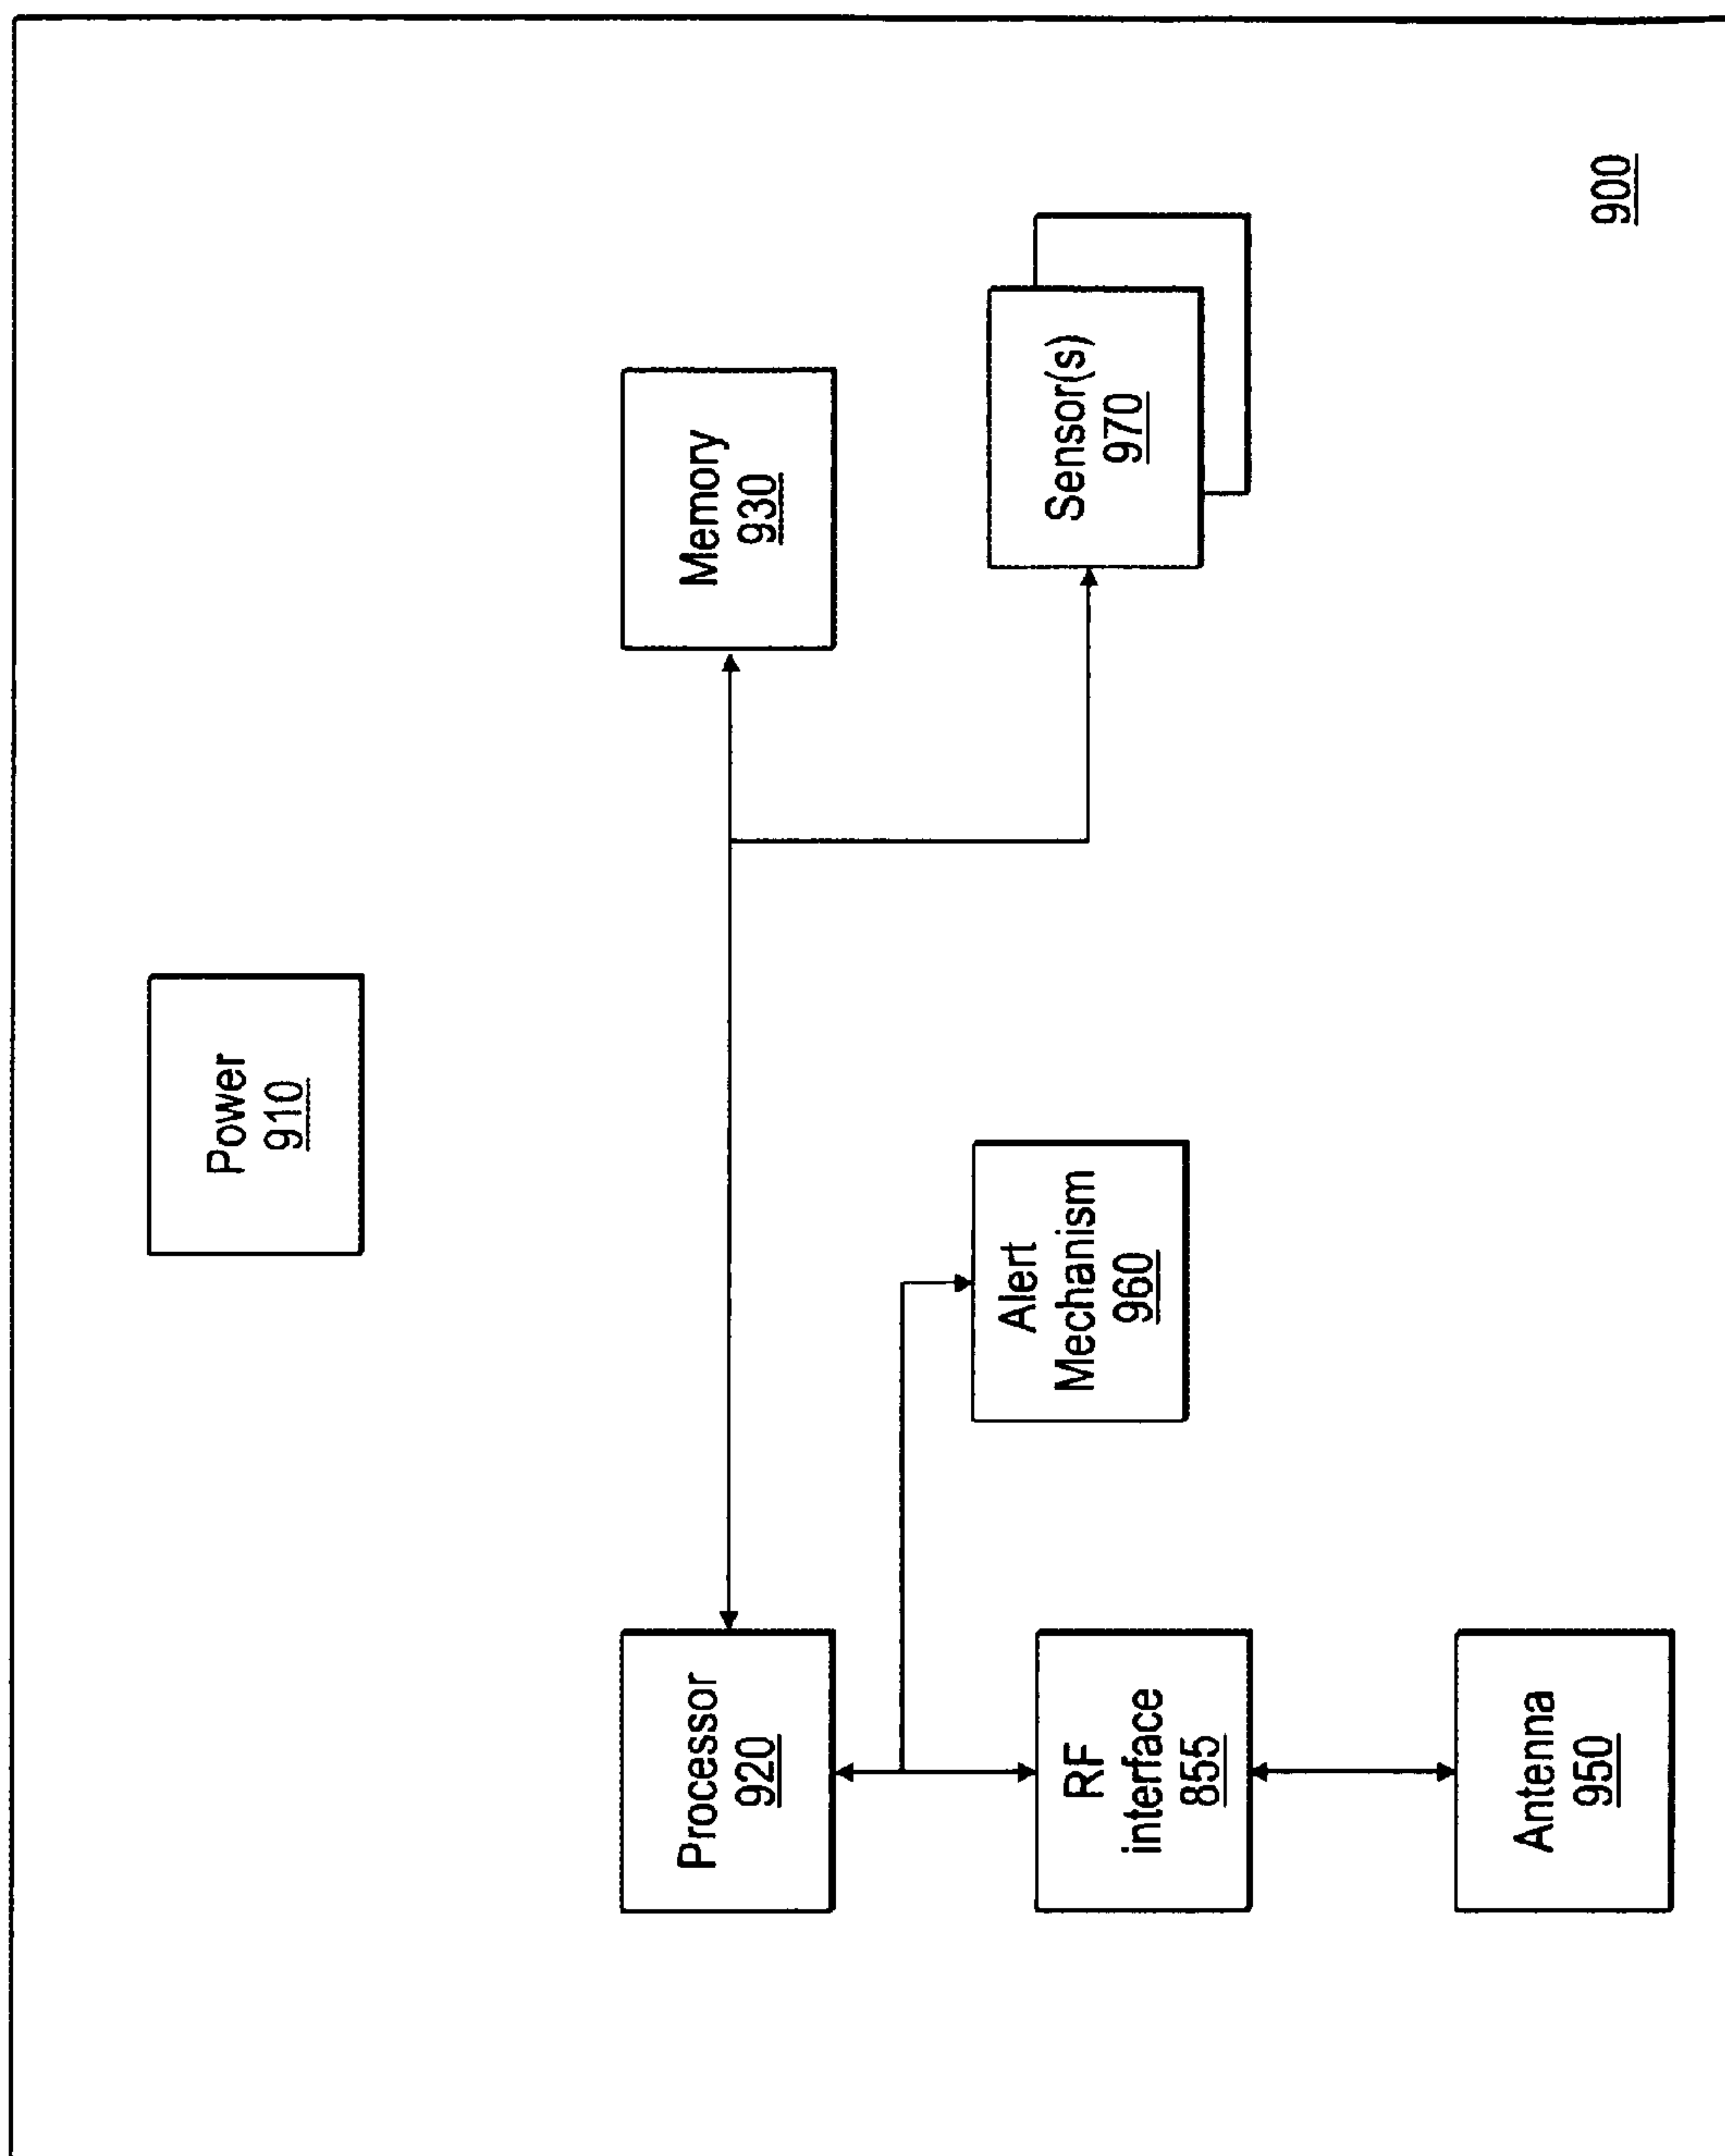 Power
910
Processor
920
Memory
930
RF
interface
855
Alert
Mechanism
960
Sensor(s)
970
Antenna
950
900